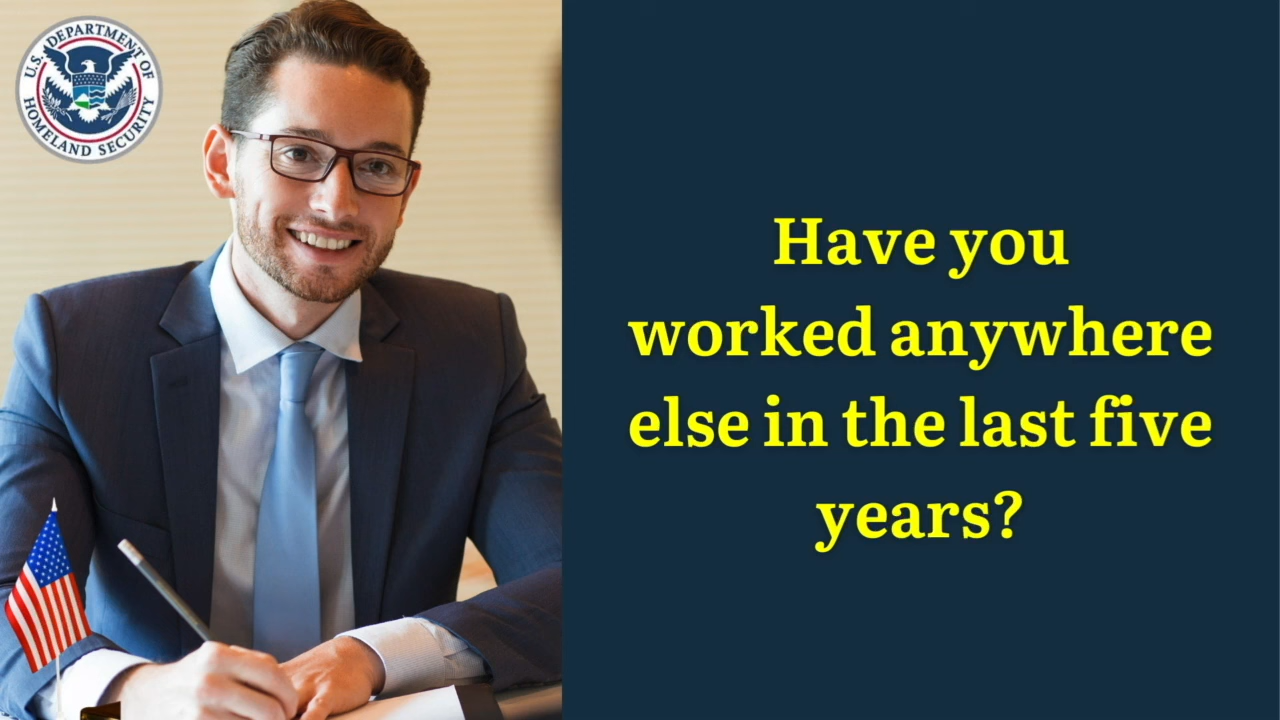 U.S. DEPARTMENT OF
HOMELAND SECURITY
Have you
worked anywhere
else in the last five
years?